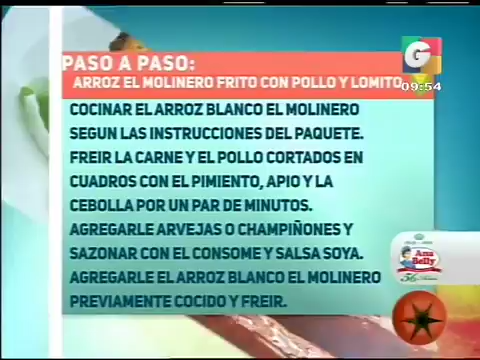 PASO A PASO:
ARROZ EL MOLINERO FRITO CON POLLO Y LOMITO
G
09:54
COCINAR EL ARROZ BLANCO EL MOLINERO
SEGUN LAS INSTRUCCIONES DEL PAQUETE.
FREIR LA CARNE Y EL POLLO CORTADOS EN
CUADROS CON EL PIMIENTO, APIO Y LA
CEBOLLA POR UN PAR DE MINUTOS.
AGREGARLE ARVEJAS O CHAMPIÑONES Y
SAZONAR CON EL CONSOME Y SALSA SOYA.
AGREGARLE EL ARROZ BLANCO EL MOLINERO
PREVIAMENTE COCIDO Y FREIR.
Ana
Belly